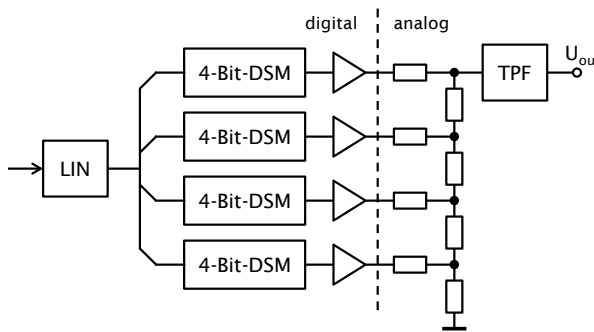 digital analog
4-Bit-DSM
TPF
U_ou
4-Bit-DSM
LIN
4-Bit-DSM
4-Bit-DSM